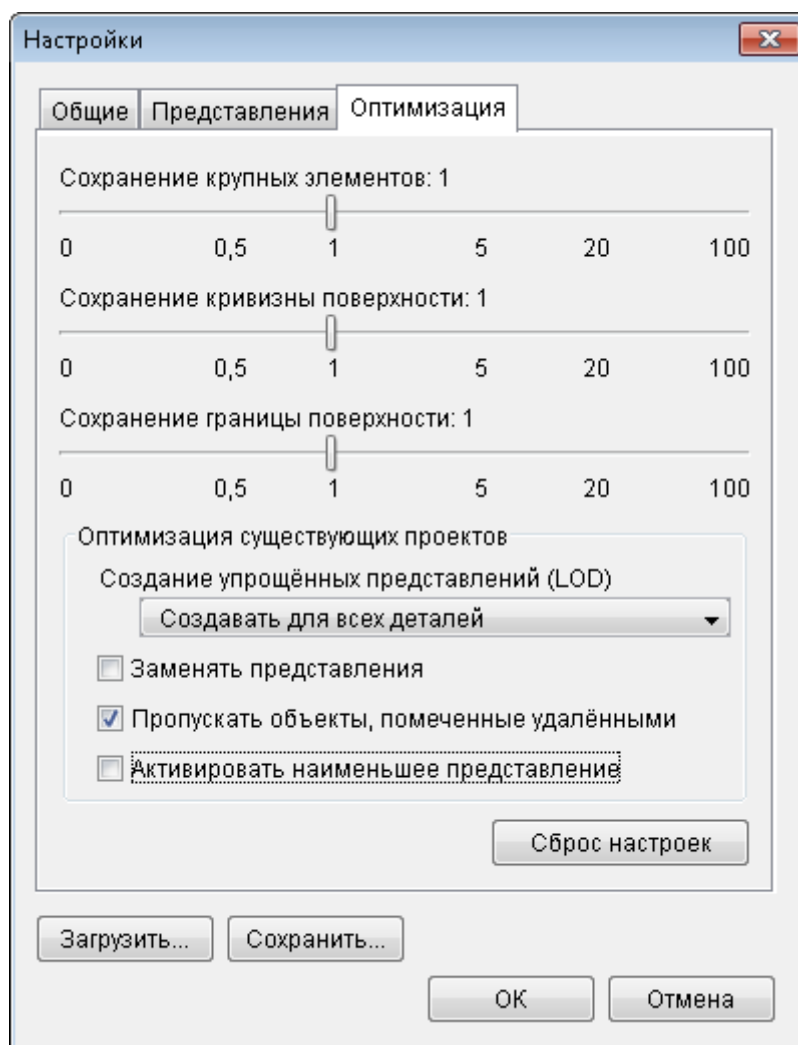 Настройки
Общие Представления Оптимизация
Сохранение крупных элементов: 1
0 0,5 1 5 20 100
Сохранение кривизны поверхности: 1
0 0,5 1 5 20 100
Сохранение границы поверхности: 1
0 0,5 1 5 20 100
Оптимизация существующих проектов
Создание упрощённых представлений (LOD)
Создавать для всех деталей
Заменять представления
Пропускать объекты, помеченные удалёнными
Активировать наименьшее представление
Сброс настроек
Загрузить... Сохранить...
ОК Отмена